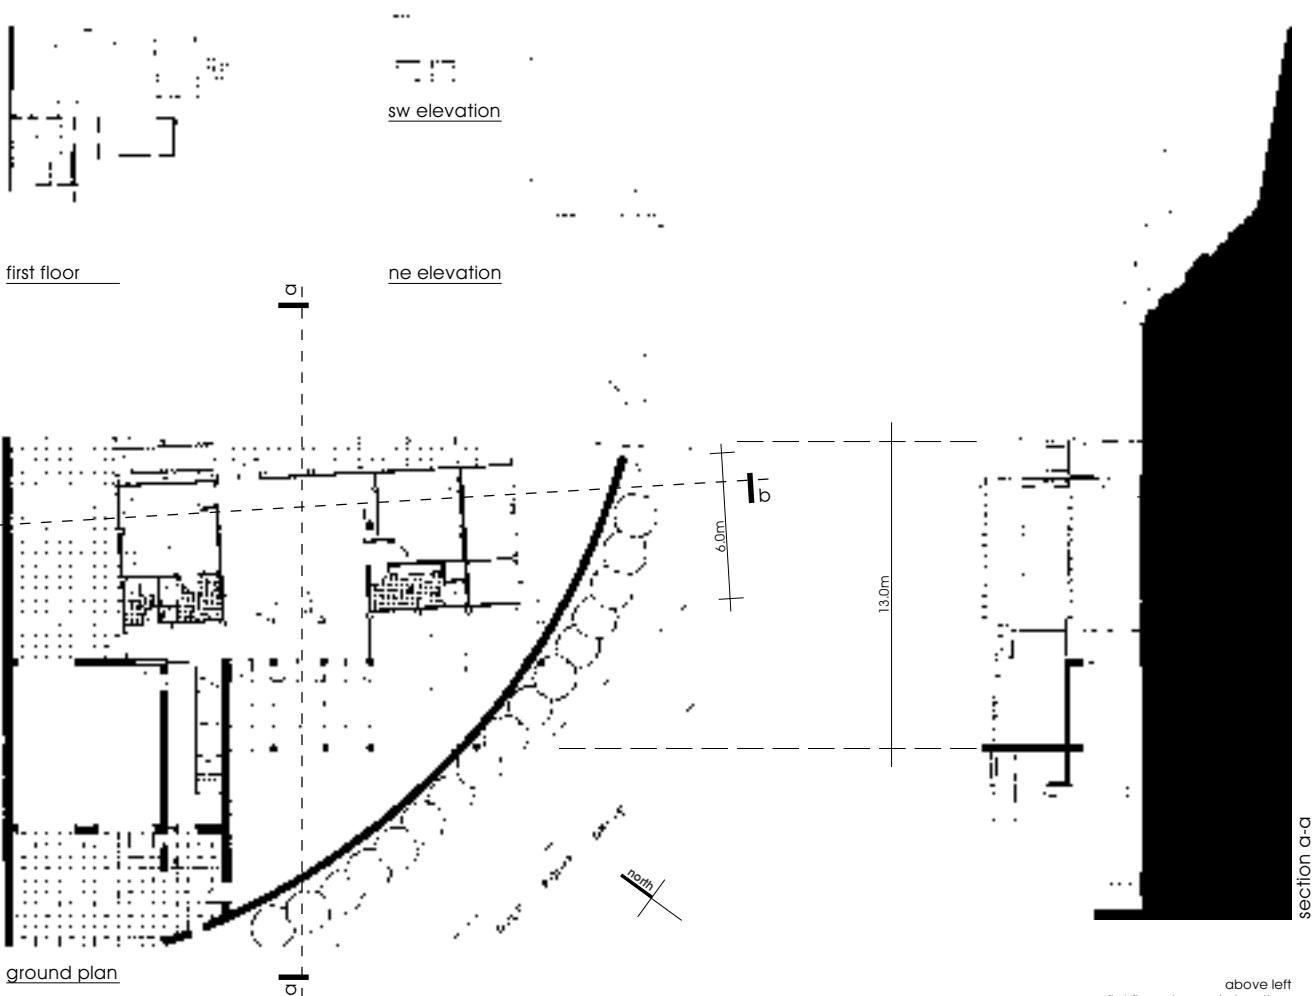 sw elevation
first floor
ne elevation
a
b
6.0m
13.0m
north
section a-a
ground plan
a
above left